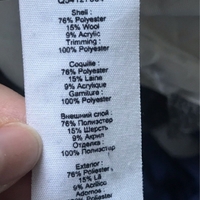 Shell :
76% Polyester
15% Wool
9% Acrylic
Trimming :
100% Polyester
Coquille :
76% Polyester
15% Laine
9% Acrylique
Garniture :
100% Polyester
Внешний слой :
76% Полиэстер
15% Шерсть
9% Акрил
Отделка :
100% Полиэстер
Exterior :
76% Poliéster
15% Lã
9% Acrílico
Adornos :
Poliéster